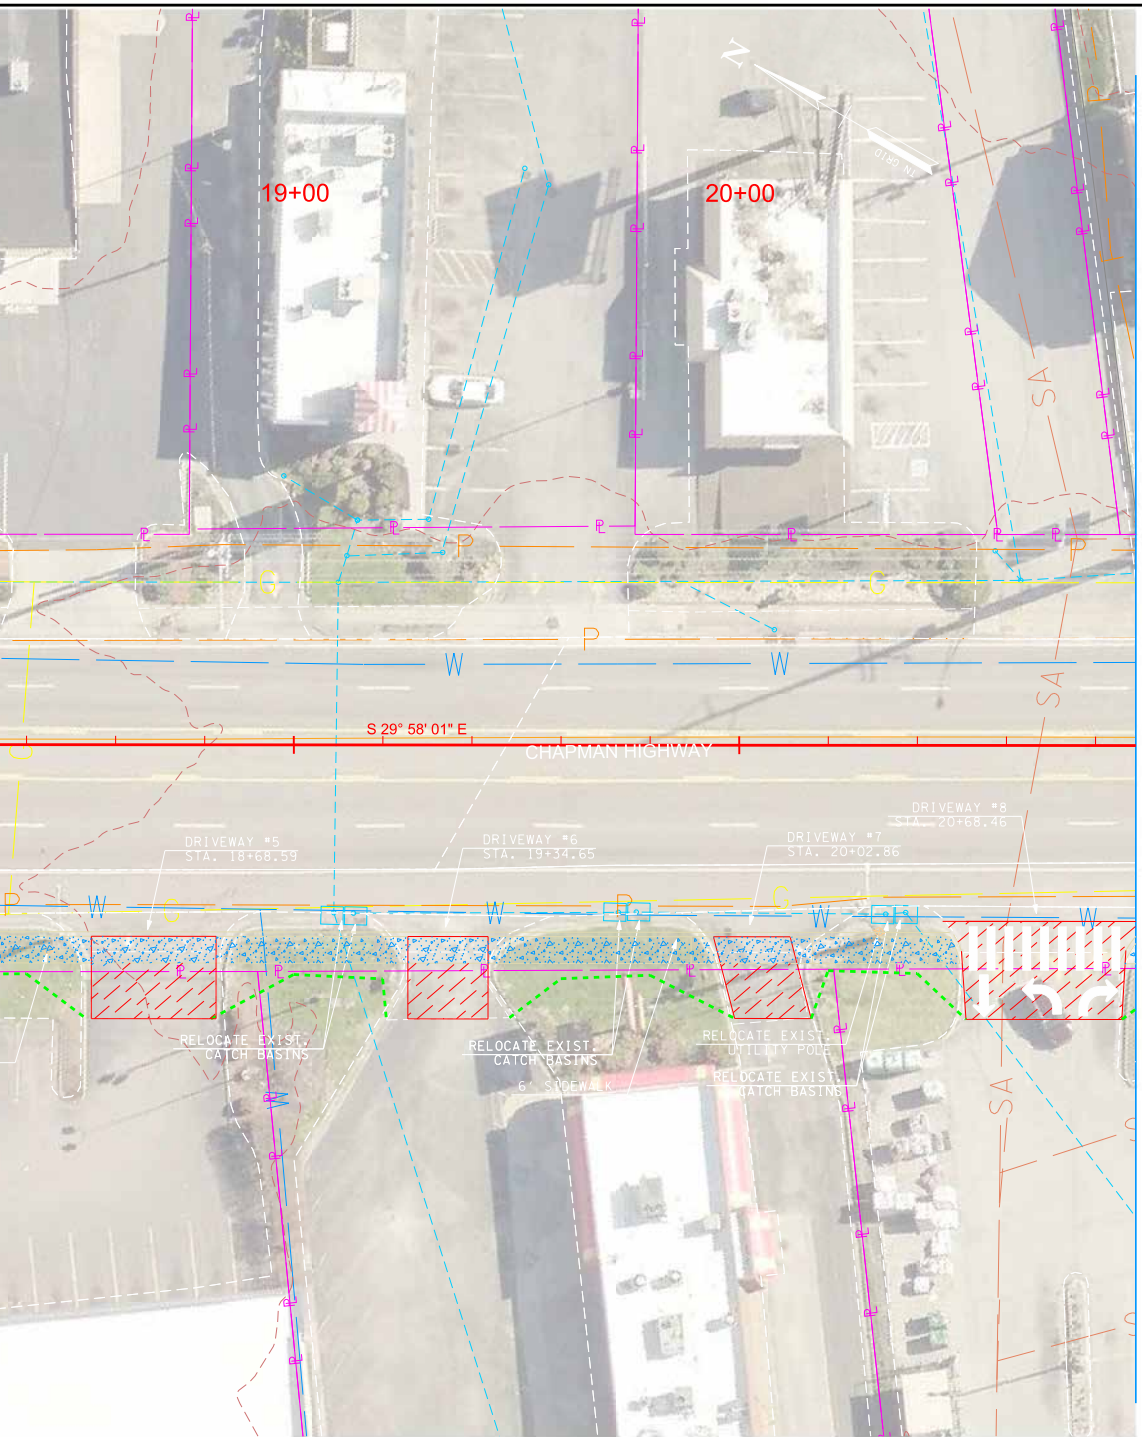 N
TN GRID
19+00
20+00
SA
P
P
P
P
P
G
G
P
W
W
SA
S 29° 58' 01" E
CHAPMAN HIGHWAY
G
DRIVEWAY #5
STA. 18+68.59
DRIVEWAY #6
STA. 19+34.65
DRIVEWAY #7
STA. 20+02.86
DRIVEWAY #8
STA. 20+68.46
P
W
G
W
P
G
W
W
RELOCATE EXIST.
CATCH BASINS
RELOCATE EXIST.
CATCH BASINS
6' SIDEWALK
RELOCATE EXIST.
UTILITY POLE
RELOCATE EXIST.
CATCH BASINS
W
SA
S
S